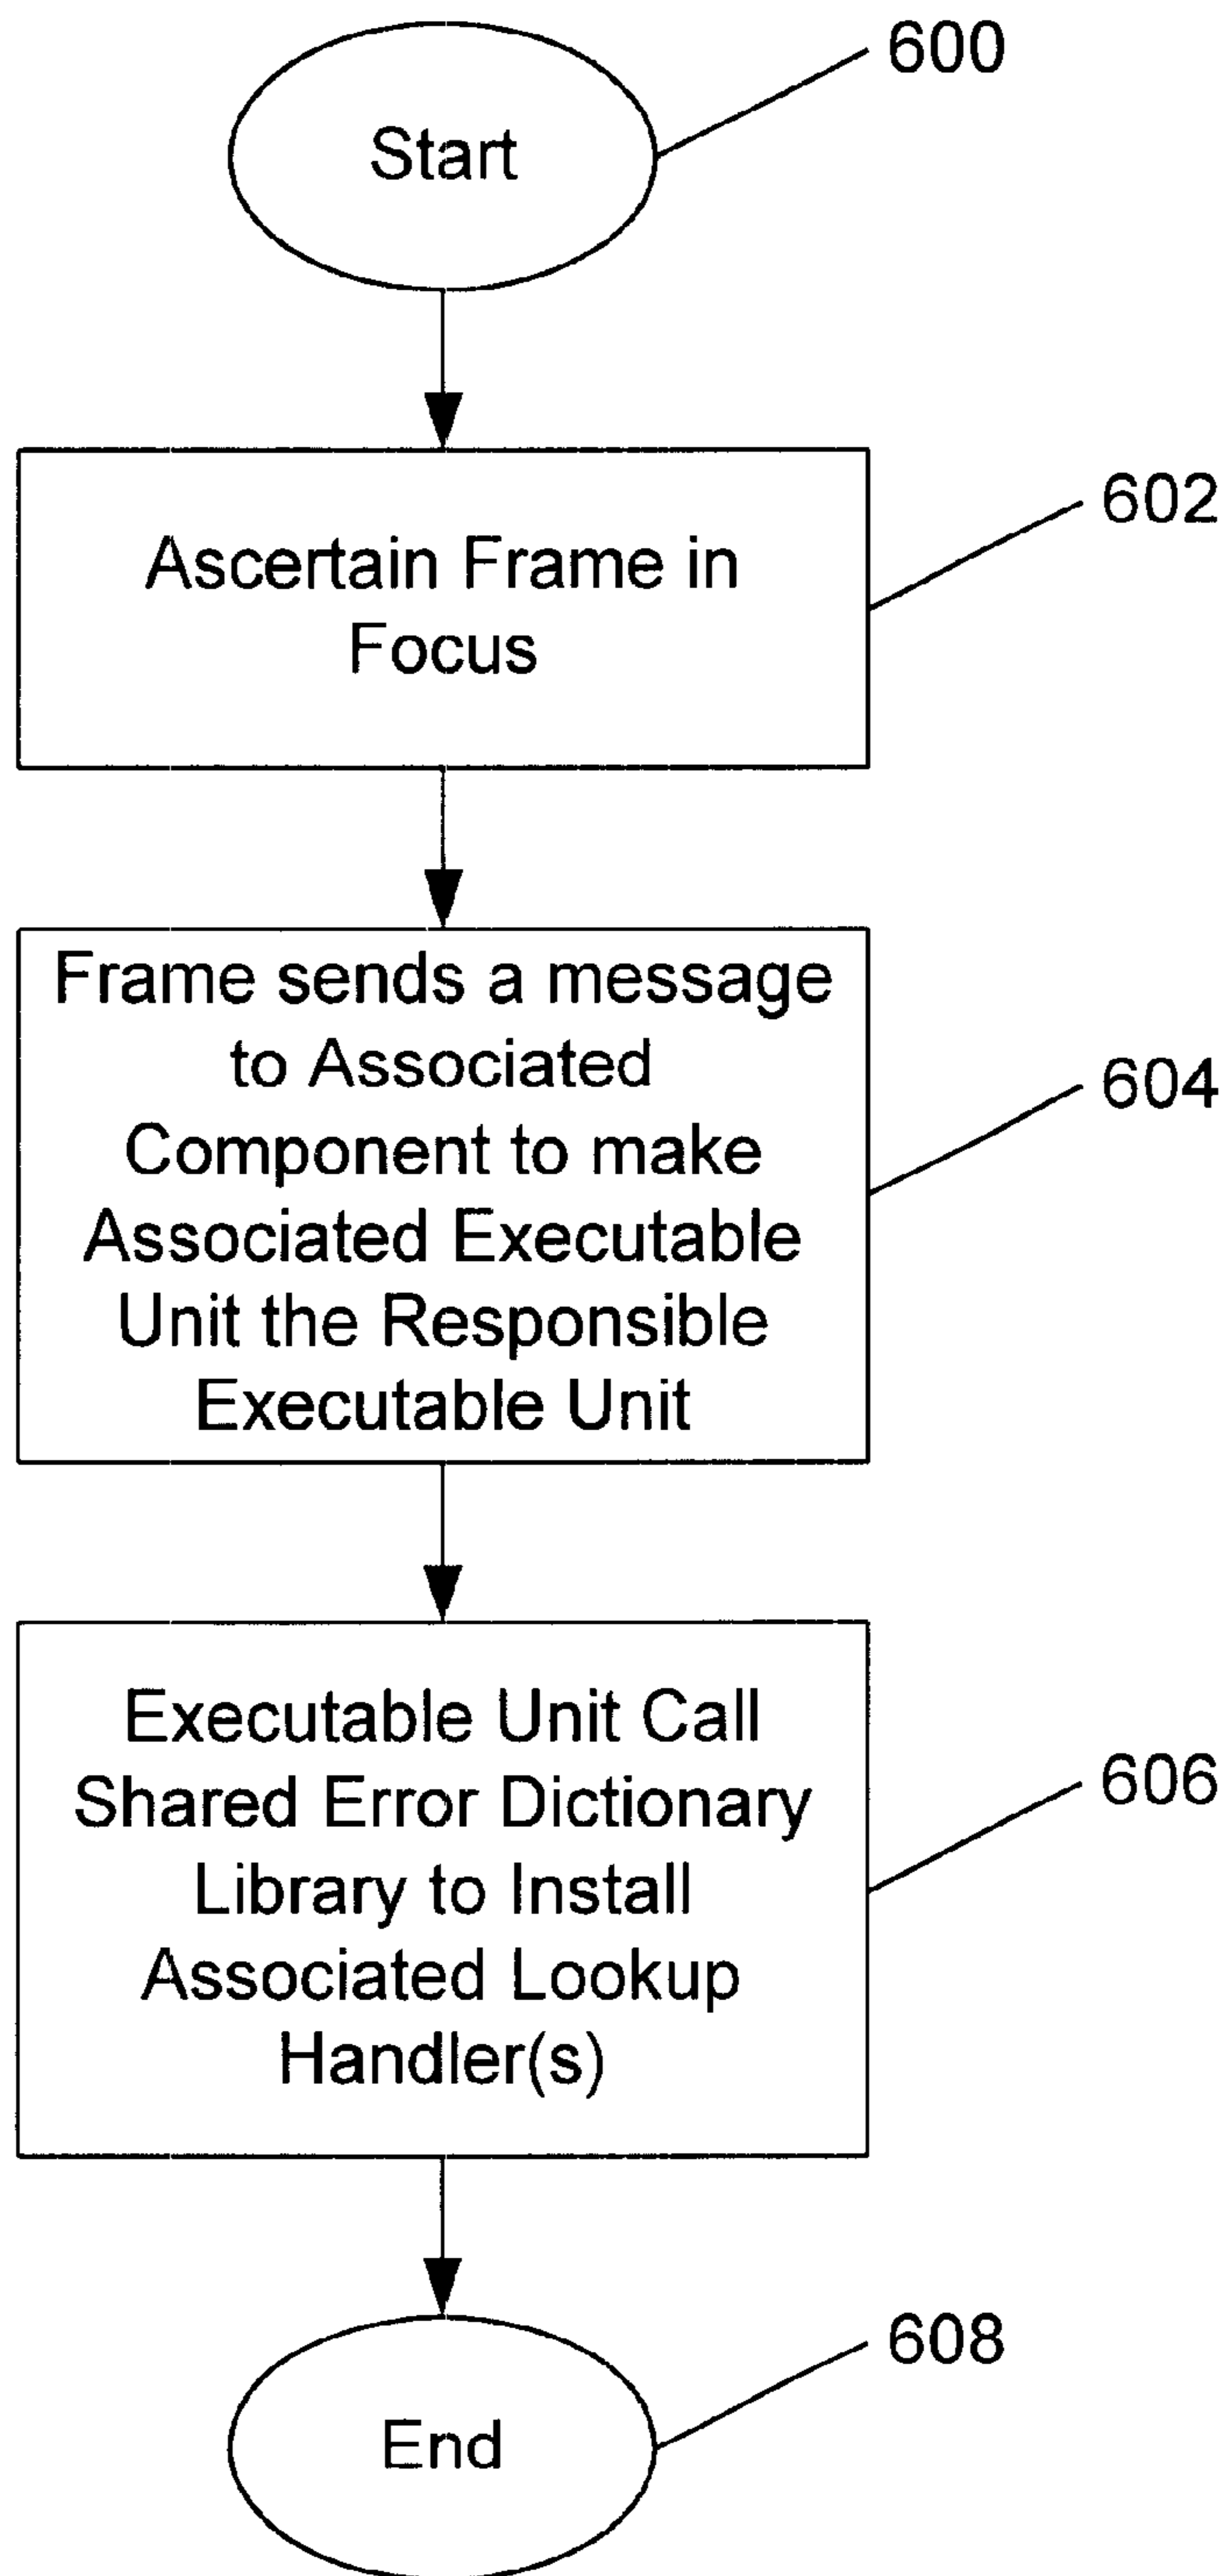 600
Start
602
Ascertain Frame in
Focus
604
Frame sends a message
to Associated
Component to make
Associated Executable
Unit the Responsible
Executable Unit
606
Executable Unit Call
Shared Error Dictionary
Library to Install
Associated Lookup
Handler(s)
608
End